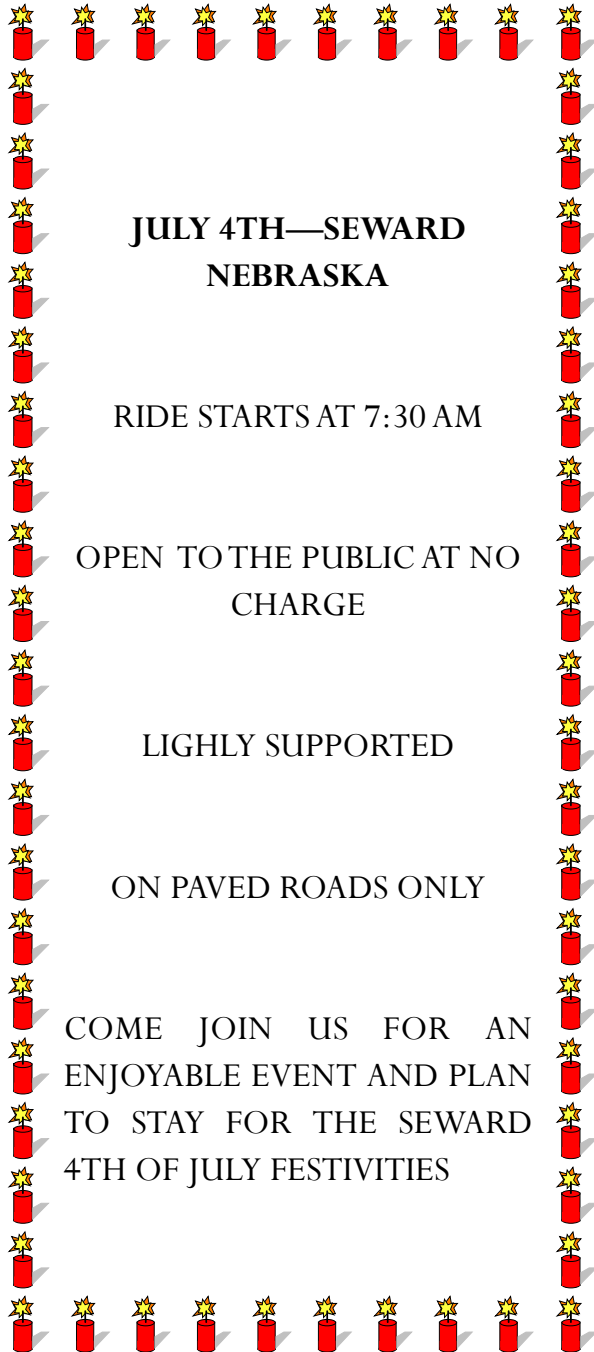 JULY 4TH—SEWARD
NEBRASKA
RIDE STARTS AT 7:30 AM
OPEN TO THE PUBLIC AT NO
CHARGE
LIGHLY SUPPORTED
ON PAVED ROADS ONLY
COME JOIN US FOR AN
ENJOYABLE EVENT AND PLAN
TO STAY FOR THE SEWARD
4TH OF JULY FESTIVITIES